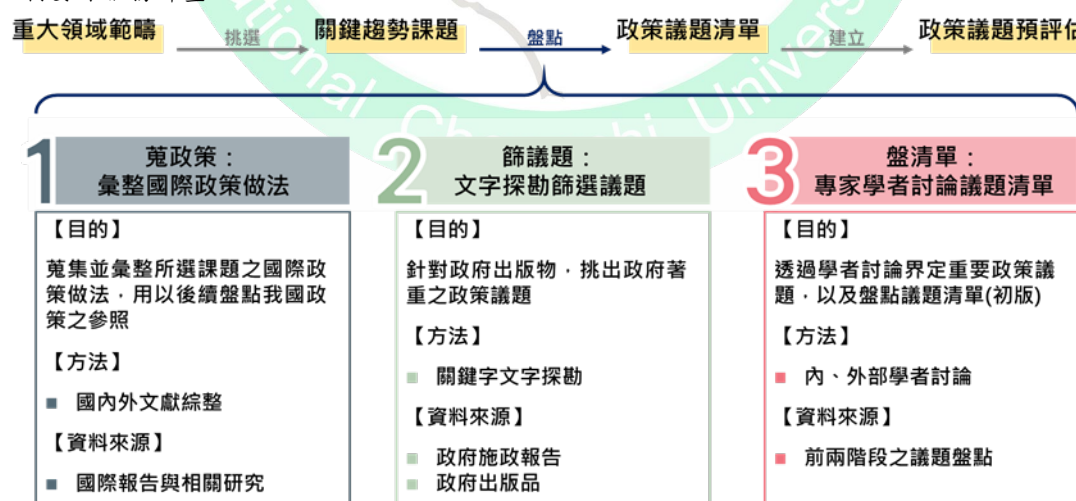 重大領域範疇 挑選 關鍵趨勢課題 盤點 政策議題清單 建立 政策議題預評估
National Chengchi University
1 蒐政策：
彙整國際政策做法
【目的】
蒐集並彙整所選課題之國際政
策做法，用以後續盤點我國政
策之參照
【方法】
■ 國內外文獻綜整
【資料來源】
■ 國際報告與相關研究
2 篩議題：
文字探勘篩選議題
【目的】
針對政府出版物，挑出政府著
重之政策議題
【方法】
■ 關鍵字文字探勘
【資料來源】
■ 政府施政報告
■ 政府出版品
3 盤清單：
專家學者討論議題清單
【目的】
透過學者討論界定重要政策議
題，以及盤點議題清單(初版)
【方法】
■ 內、外部學者討論
【資料來源】
■ 前兩階段之議題盤點